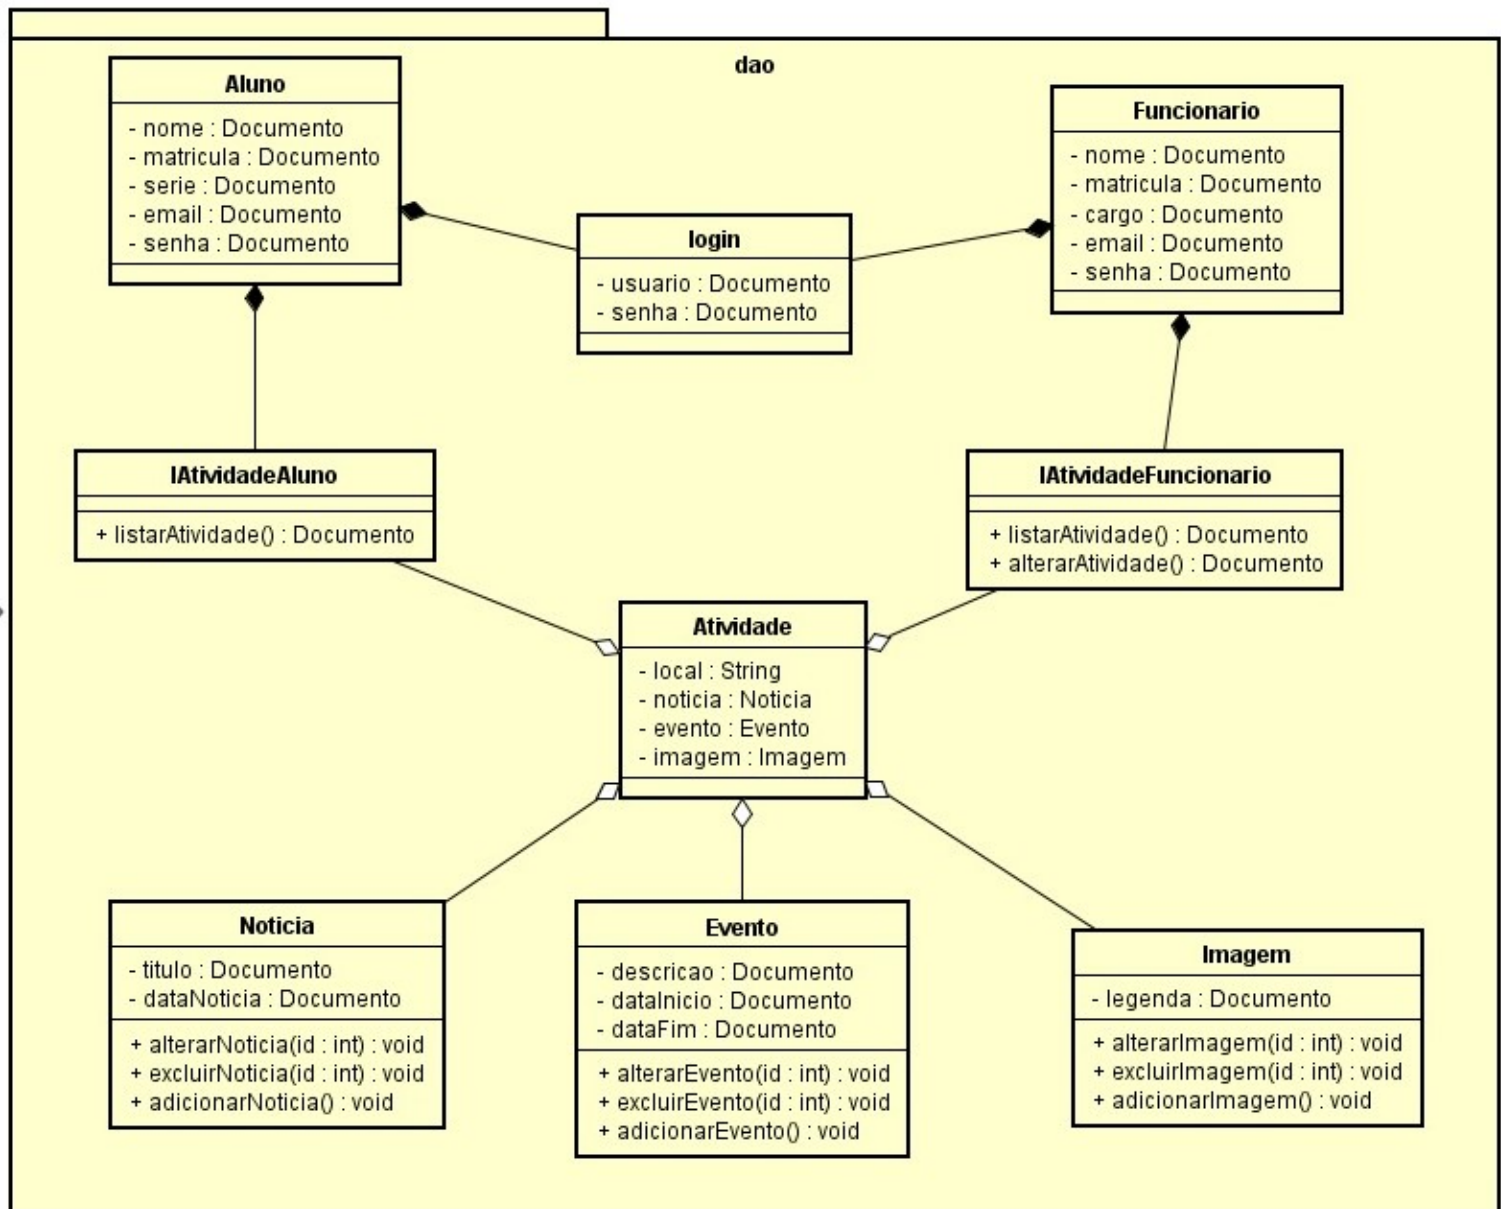 dao
Aluno
- nome : Documento
- matricula : Documento
- serie : Documento
- email : Documento
- senha : Documento
Funcionario
- nome : Documento
- matricula : Documento
- cargo : Documento
- email : Documento
- senha : Documento
login
- usuario : Documento
- senha : Documento
IAtividadeAluno
+ listarAtividade() : Documento
IAtividadeFuncionario
+ listarAtividade() : Documento
+ alterarAtividade() : Documento
Atividade
- local : String
- noticia : Noticia
- evento : Evento
- imagem : Imagem
Noticia
- titulo : Documento
- dataNoticia : Documento
+ alterarNoticia(id : int) : void
+ excluirNoticia(id : int) : void
+ adicionarNoticia() : void
Evento
- descricao : Documento
- dataInicio : Documento
- dataFim : Documento
+ alterarEvento(id : int) : void
+ excluirEvento(id : int) : void
+ adicionarEvento() : void
Imagem
- legenda : Documento
+ alterarImagem(id : int) : void
+ excluirImagem(id : int) : void
+ adicionarImagem() : void